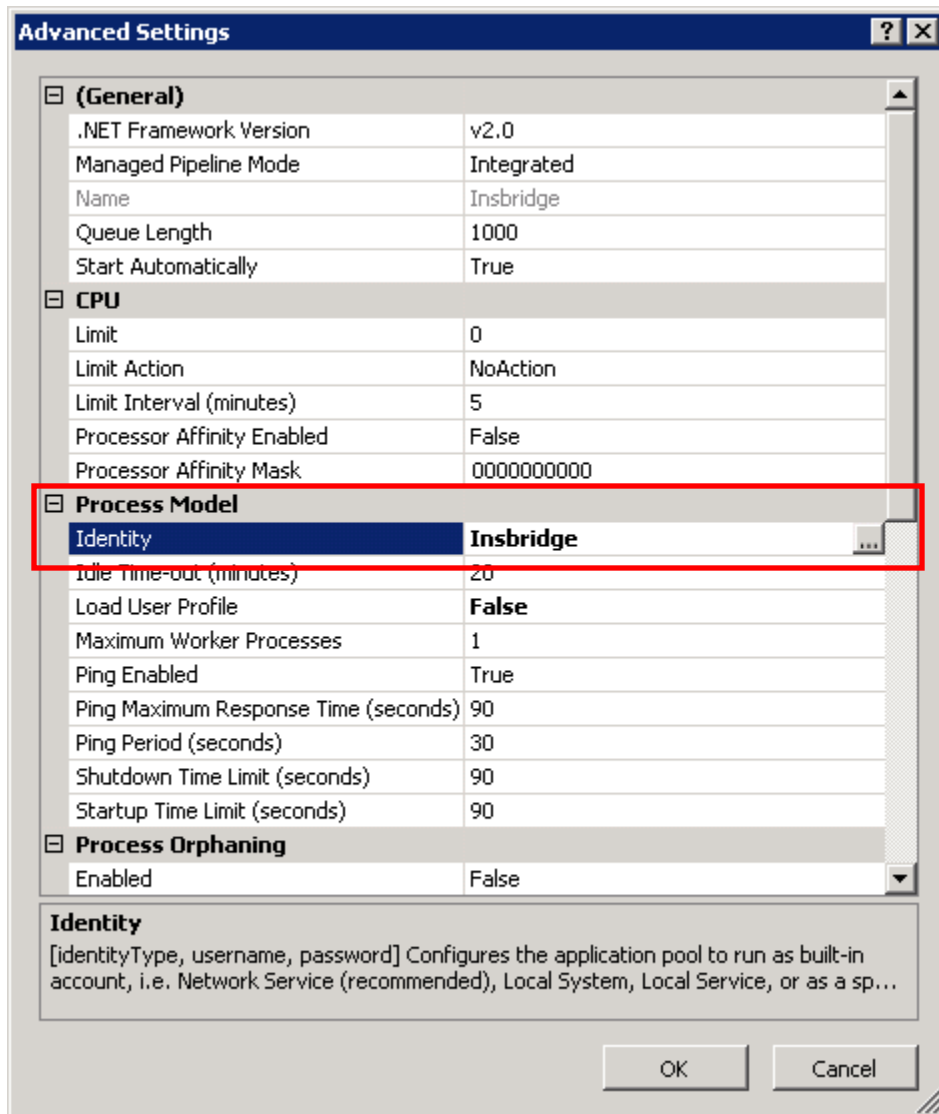 Advanced Settings
(General)
.NET Framework Version v2.0
Managed Pipeline Mode Integrated
Name Insbridge
Queue Length 1000
Start Automatically True
CPU
Limit 0
Limit Action NoAction
Limit Interval (minutes) 5
Processor Affinity Enabled False
Processor Affinity Mask 0000000000
Process Model
Identity Insbridge ...
Idle Time-out (minutes) 20
Load User Profile False
Maximum Worker Processes 1
Ping Enabled True
Ping Maximum Response Time (seconds) 90
Ping Period (seconds) 30
Shutdown Time Limit (seconds) 90
Startup Time Limit (seconds) 90
Process Orphaning
Enabled False
Identity
[identityType, username, password] Configures the application pool to run as built-in
account, i.e. Network Service (recommended), Local System, Local Service, or as a sp...
OK Cancel